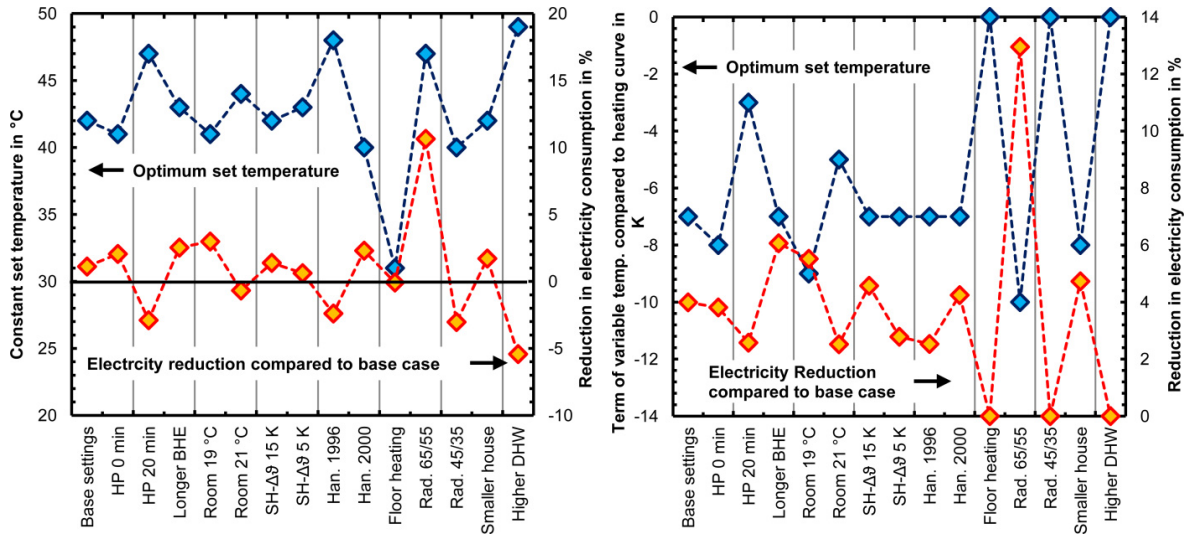 50
45
40
35
30
25
20
Constant set temperature in °C
20
15
10
5
0
-5
-10
Reduction in electricity consumption in %
Optimum set temperature
Electrcity reduction compared to base case
Base settings
HP 0 min
HP 20 min
Longer BHE
Room 19 °C
Room 21 °C
SH-Δϑ 15 K
SH-Δϑ 5 K
Han. 1996
Han. 2000
Floor heating
Rad. 65/55
Rad. 45/35
Smaller house
Higher DHW
0
-2
-4
-6
-8
-10
-12
-14
Term of variable temp. compared to heating curve in
K
14
12
10
8
6
4
2
0
Reduction in electricity consumption in %
Optimum set temperature
Electricity Reduction
compared to base case
Base settings
HP 0 min
HP 20 min
Longer BHE
Room 19 °C
Room 21 °C
SH-Δϑ 15 K
SH-Δϑ 5 K
Han. 1996
Han. 2000
Floor heating
Rad. 65/55
Rad. 45/35
Smaller house
Higher DHW